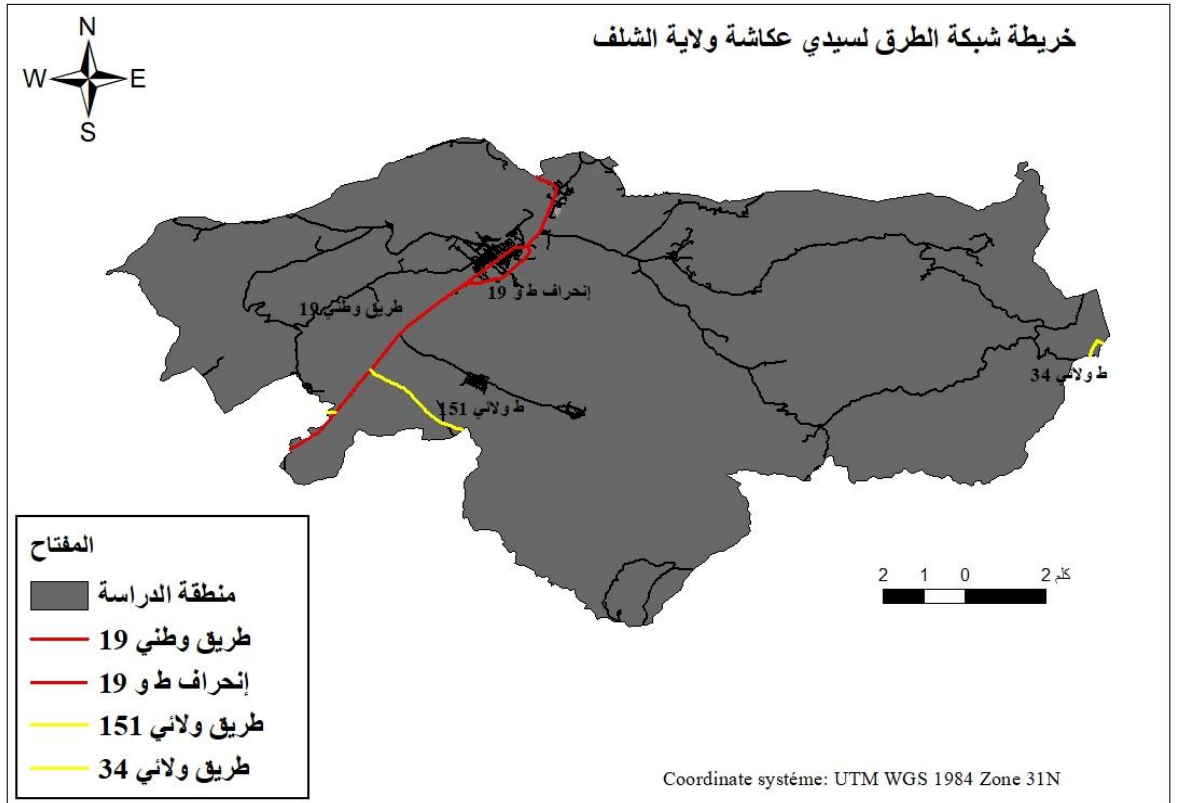 خريطة شبكة الطرق لسيدي عكاشة ولاية الشلف
N
W E
S
إنحراف ط و 19
طريق وطني 19
ط ولائي 34
ط ولائي 151
المفتاح
منطقة الدراسة
طريق وطني 19
إنحراف ط و 19
طريق ولائي 151
طريق ولائي 34
2 1 0 2 كلم
Coordinate systéme: UTM WGS 1984 Zone 31N